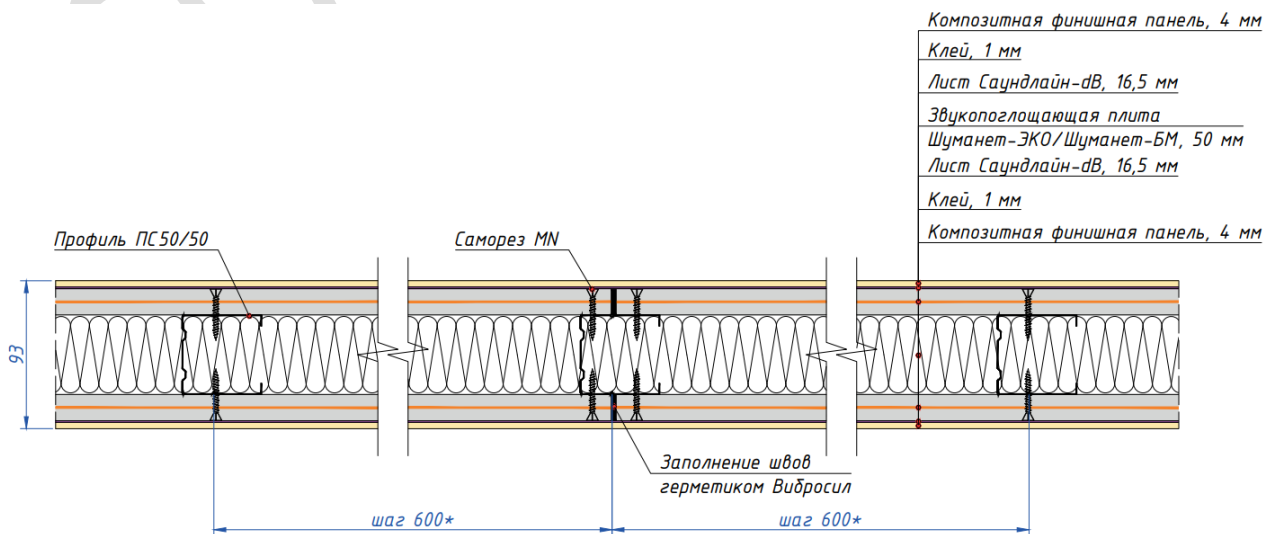 Композитная финишная панель, 4 мм
Клей, 1 мм
Лист Саундлайн-dB, 16,5 мм
Звукопоглощающая плита
Шуманет-ЭКО/Шуманет-БМ, 50 мм
Лист Саундлайн-dB, 16,5 мм
Клей, 1 мм
Композитная финишная панель, 4 мм
Профиль ПС50/50
Саморез MN
93
Заполнение швов
герметиком Вибросил
шаг 600*
шаг 600*